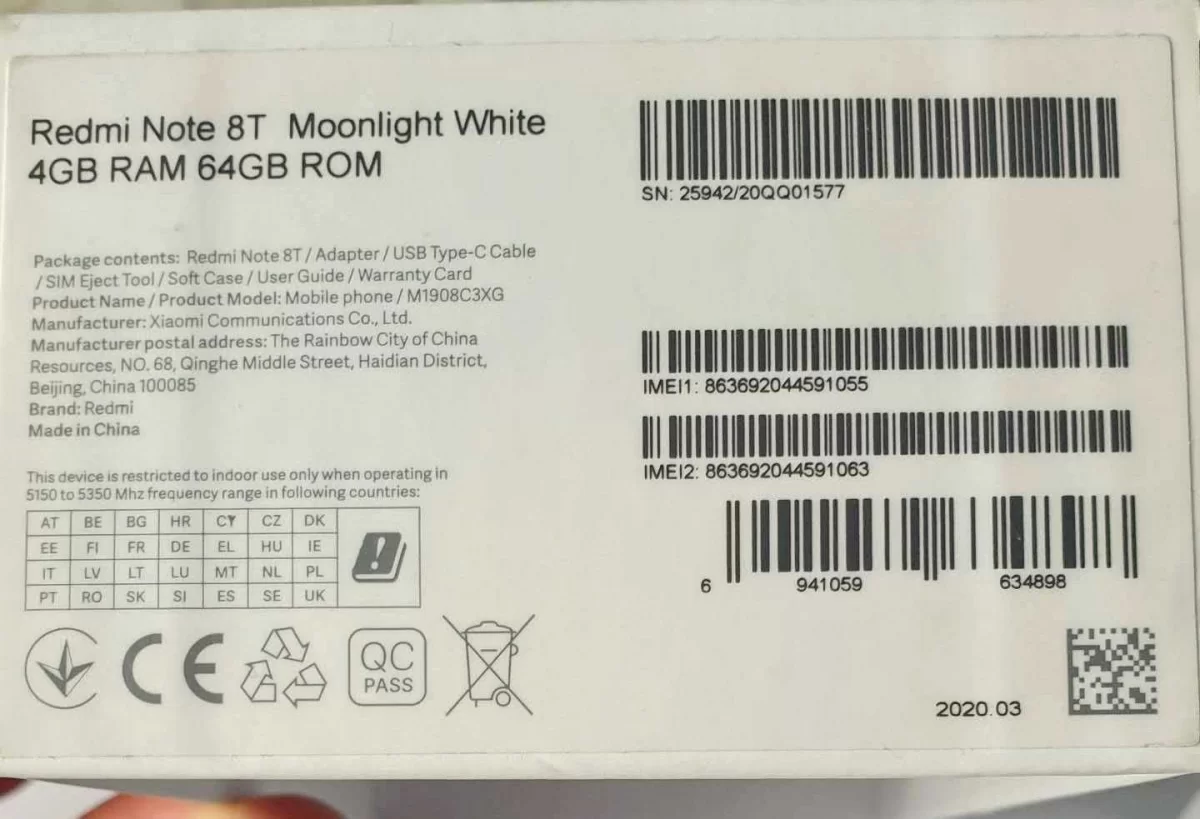 Redmi Note 8T Moonlight White
4GB RAM 64GB ROM
SN: 25942/20QQ01577
Package contents: Redmi Note 8T / Adapter / USB Type-C Cable
/ SIM Eject Tool / Soft Case / User Guide / Warranty Card
Product Name / Product Model: Mobile phone / M1908C3XG
Manufacturer: Xiaomi Communications Co., Ltd.
Manufacturer postal address: The Rainbow City of China
Resources, NO. 68, Qinghe Middle Street, Haidian District,
Beijing, China 100085
Brand: Redmi
Made in China
IMEI1: 863692044591055
IMEI2: 863692044591063
6 941059 634898
This device is restricted to indoor use only when operating in
5150 to 5350 Mhz frequency range in following countries:
AT BE BG HR CY CZ DK
EE FI FR DE EL HU IE
IT LV LT LU MT NL PL
PT RO SK SI ES SE UK
CE
QC
PASS
2020.03